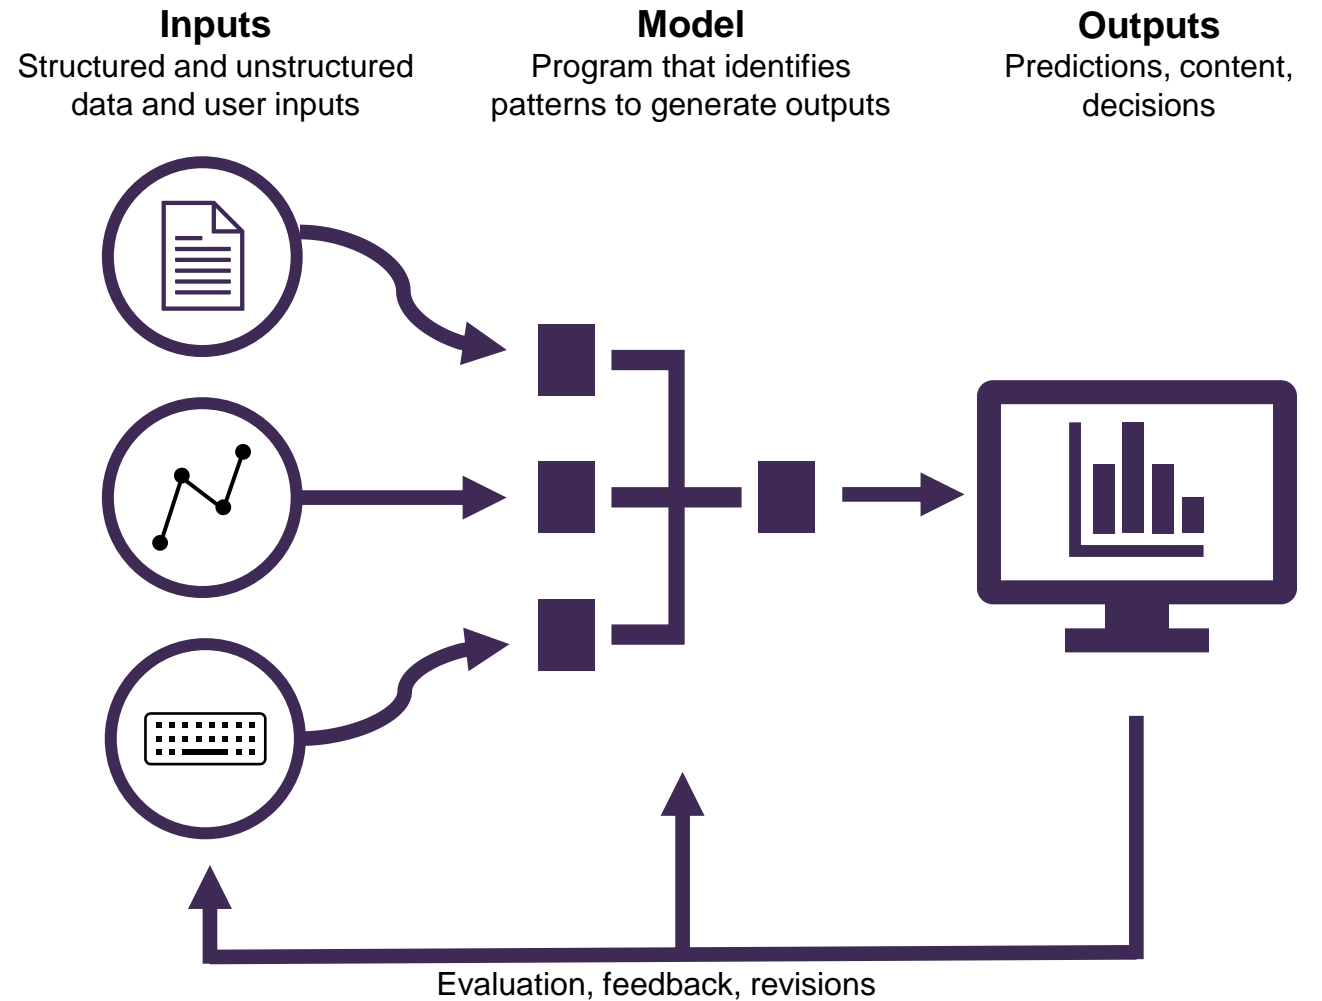 Inputs
Structured and unstructured
data and user inputs
Model
Program that identifies
patterns to generate outputs
Outputs
Predictions, content,
decisions
Evaluation, feedback, revisions